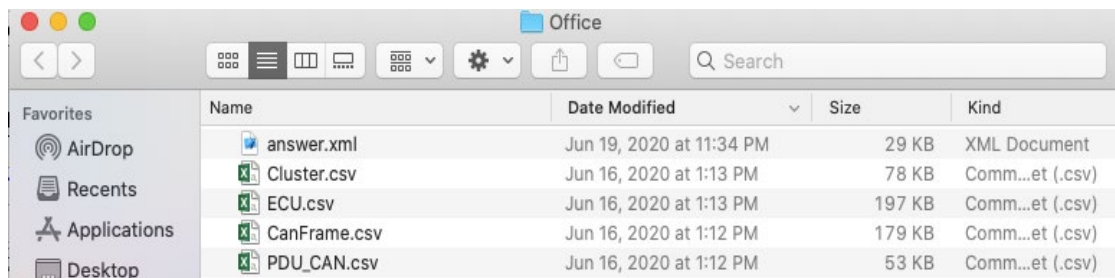 Office
Search
Favorites
AirDrop
Recents
Applications
Desktop
Name Date Modified Size Kind
answer.xml Jun 19, 2020 at 11:34 PM 29 KB XML Document
Cluster.csv Jun 16, 2020 at 1:13 PM 78 KB Comm...et (.csv)
ECU.csv Jun 16, 2020 at 1:13 PM 197 KB Comm...et (.csv)
CanFrame.csv Jun 16, 2020 at 1:12 PM 179 KB Comm...et (.csv)
PDU_CAN.csv Jun 16, 2020 at 1:12 PM 53 KB Comm...et (.csv)